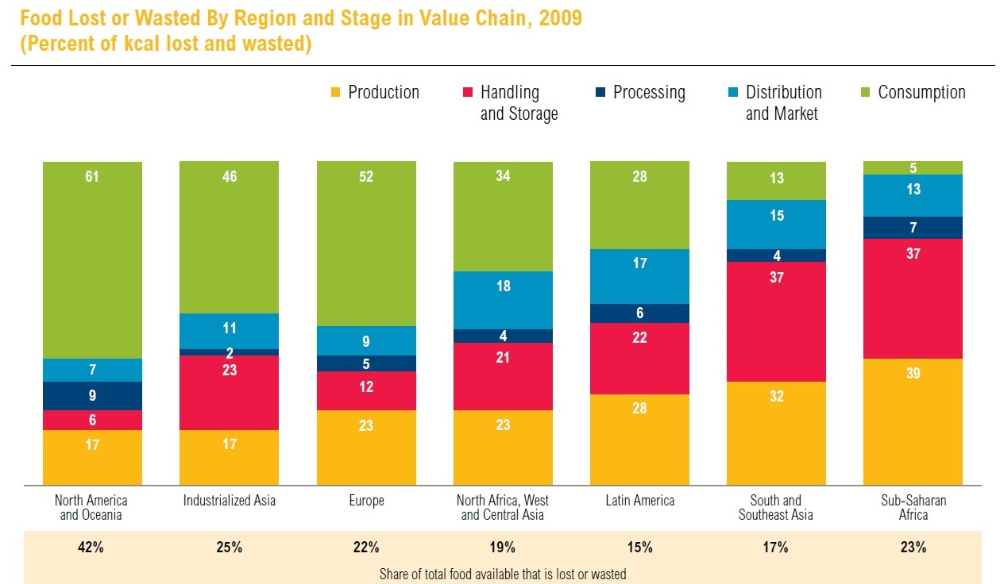 Food Lost or Wasted By Region and Stage in Value Chain, 2009
(Percent of kcal lost and wasted)
Production
Handling
and Storage
Processing
Distribution
and Market
Consumption
61
7
9
6
17
46
11
2
23
17
52
9
5
12
23
34
18
4
21
23
28
17
6
22
28
13
15
4
37
32
5
13
7
37
39
North America
and Oceania
Industrialized Asia
Europe
North Africa, West
and Central Asia
Latin America
South and
Southeast Asia
Sub-Saharan
Africa
42% 25% 22% 19% 15% 17% 23%
Share of total food available that is lost or wasted